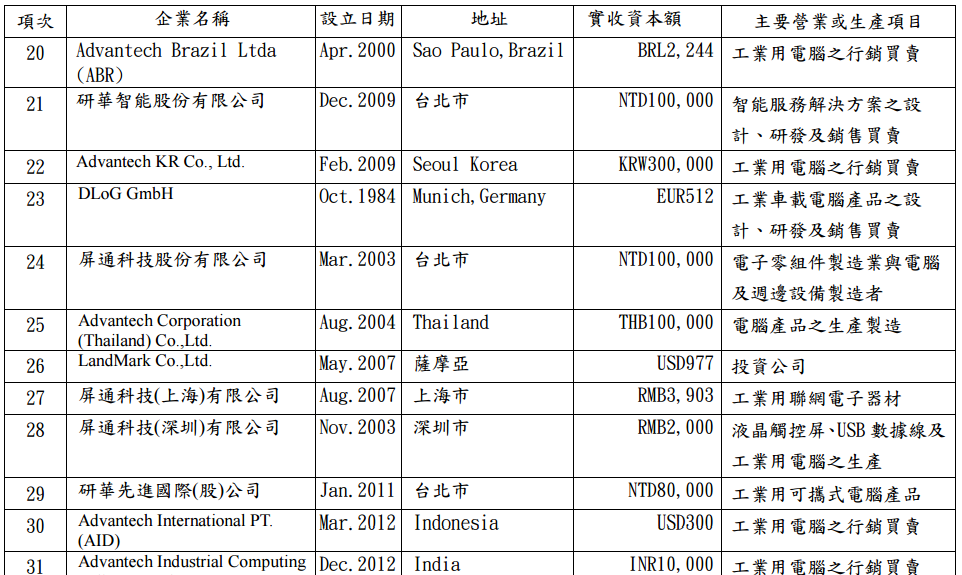 項次 企業名稱 設立日期 地址 實收資本額 主要營業或生產項目
20 Advantech Brazil Ltda Apr.2000 Sao Paulo,Brazil BRL2,244 工業用電腦之行銷買賣
(ABR)
21 研華智能股份有限公司 Dec.2009 台北市 NTD100,000 智能服務解決方案之設
計、研發及銷售買賣
22 Advantech KR Co., Ltd. Feb.2009 Seoul Korea KRW300,000 工業用電腦之行銷買賣
23 DLoG GmbH Oct.1984 Munich,Germany EUR512 工業車載電腦產品之設
計、研發及銷售買賣
24 屏通科技股份有限公司 Mar.2003 台北市 NTD100,000 電子零組件製造業與電腦
及週邊設備製造者
25 Advantech Corporation Aug.2004 Thailand THB100,000 電腦產品之生產製造
(Thailand) Co.,Ltd.
26 LandMark Co.,Ltd. May.2007 薩摩亞 USD977 投資公司
27 屏通科技(上海)有限公司 Aug.2007 上海市 RMB3,903 工業用聯網電子器材
28 屏通科技(深圳)有限公司 Nov.2003 深圳市 RMB2,000 液晶觸控屏、USB 數據線及
工業用電腦之生產
29 研華先進國際(股)公司 Jan.2011 台北市 NTD80,000 工業用可攜式電腦產品
30 Advantech International PT. Mar.2012 Indonesia USD300 工業用電腦之行銷買賣
(AID)
31 Advantech Industrial Computing Dec.2012 India INR10,000 工業用電腦之行銷買賣